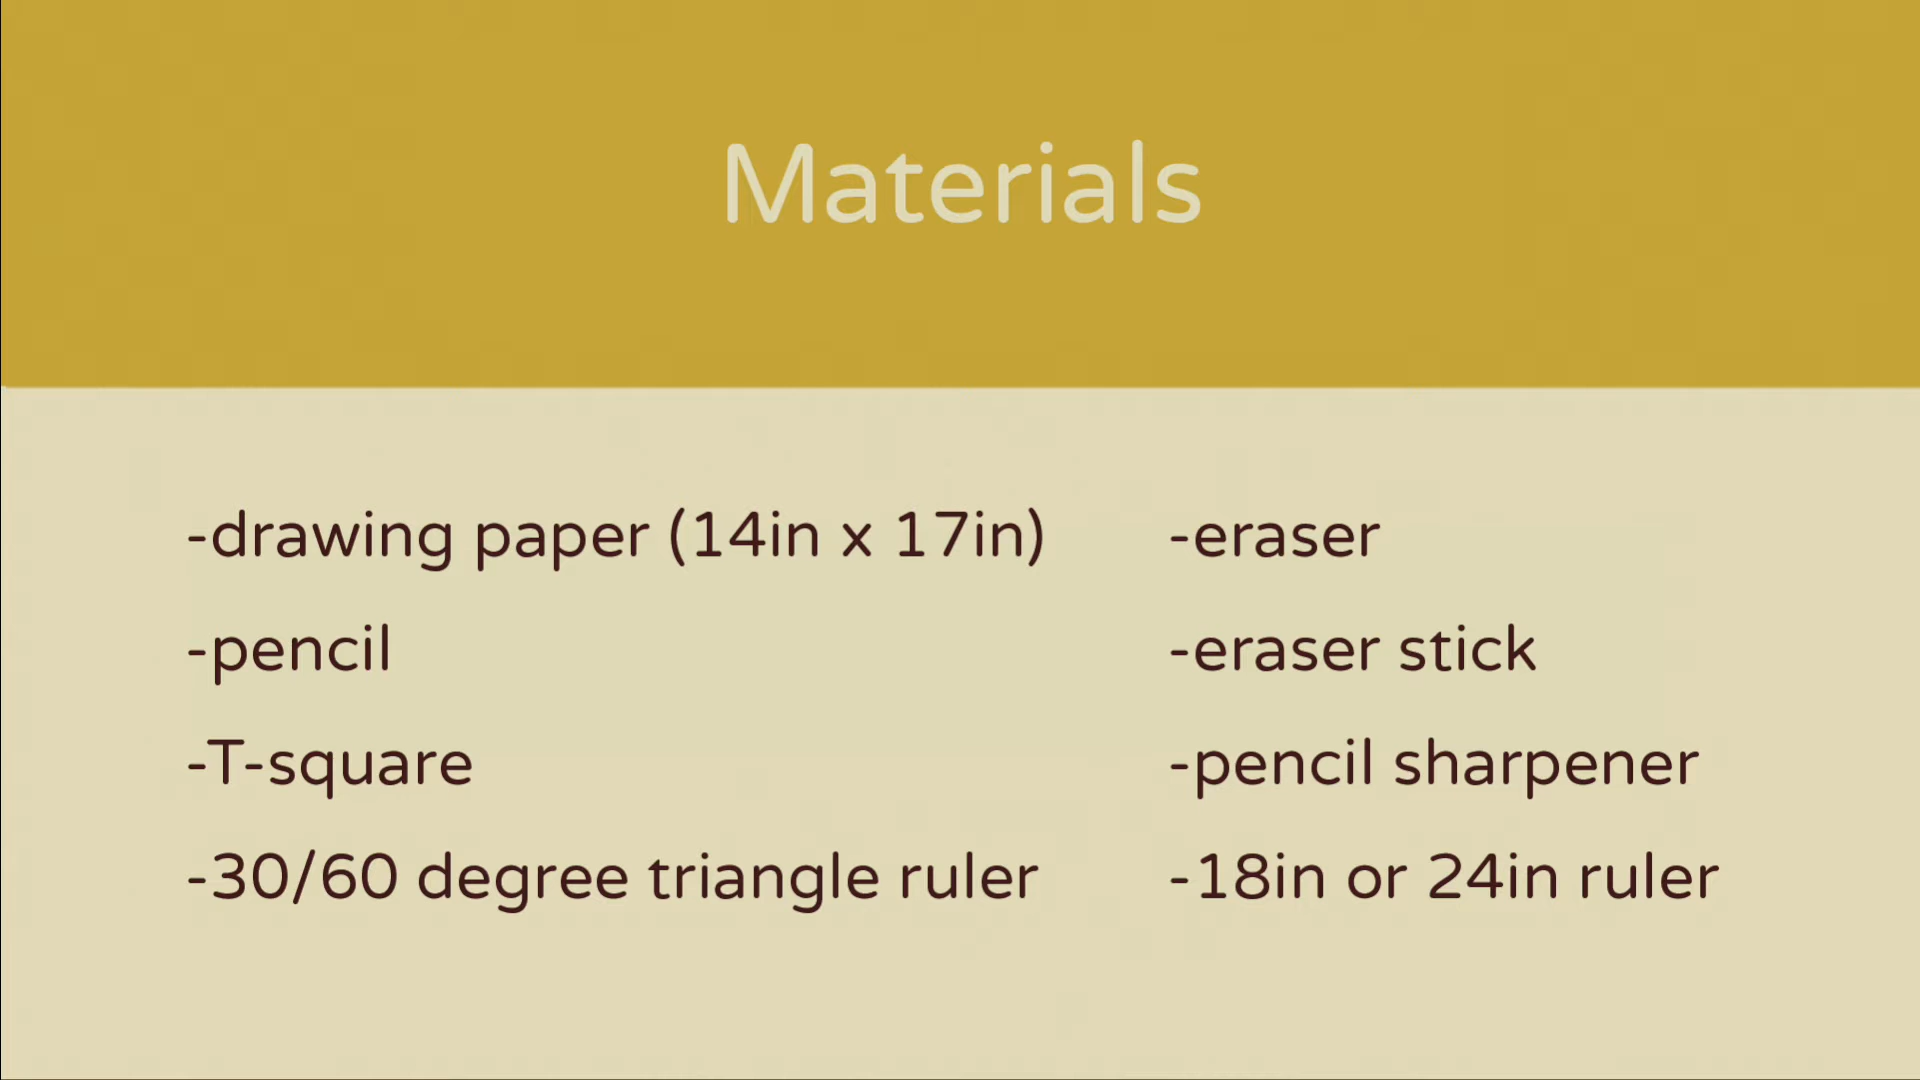 Materials
-drawing paper (14in x 17in)
-pencil
-T-square
-30/60 degree triangle ruler
-eraser
-eraser stick
-pencil sharpener
-18in or 24in ruler